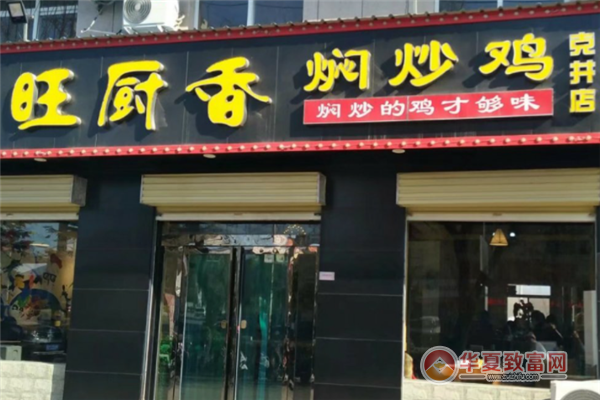 旺厨香 焖炒鸡
克井店
焖炒的鸡才够味
华夏致富网